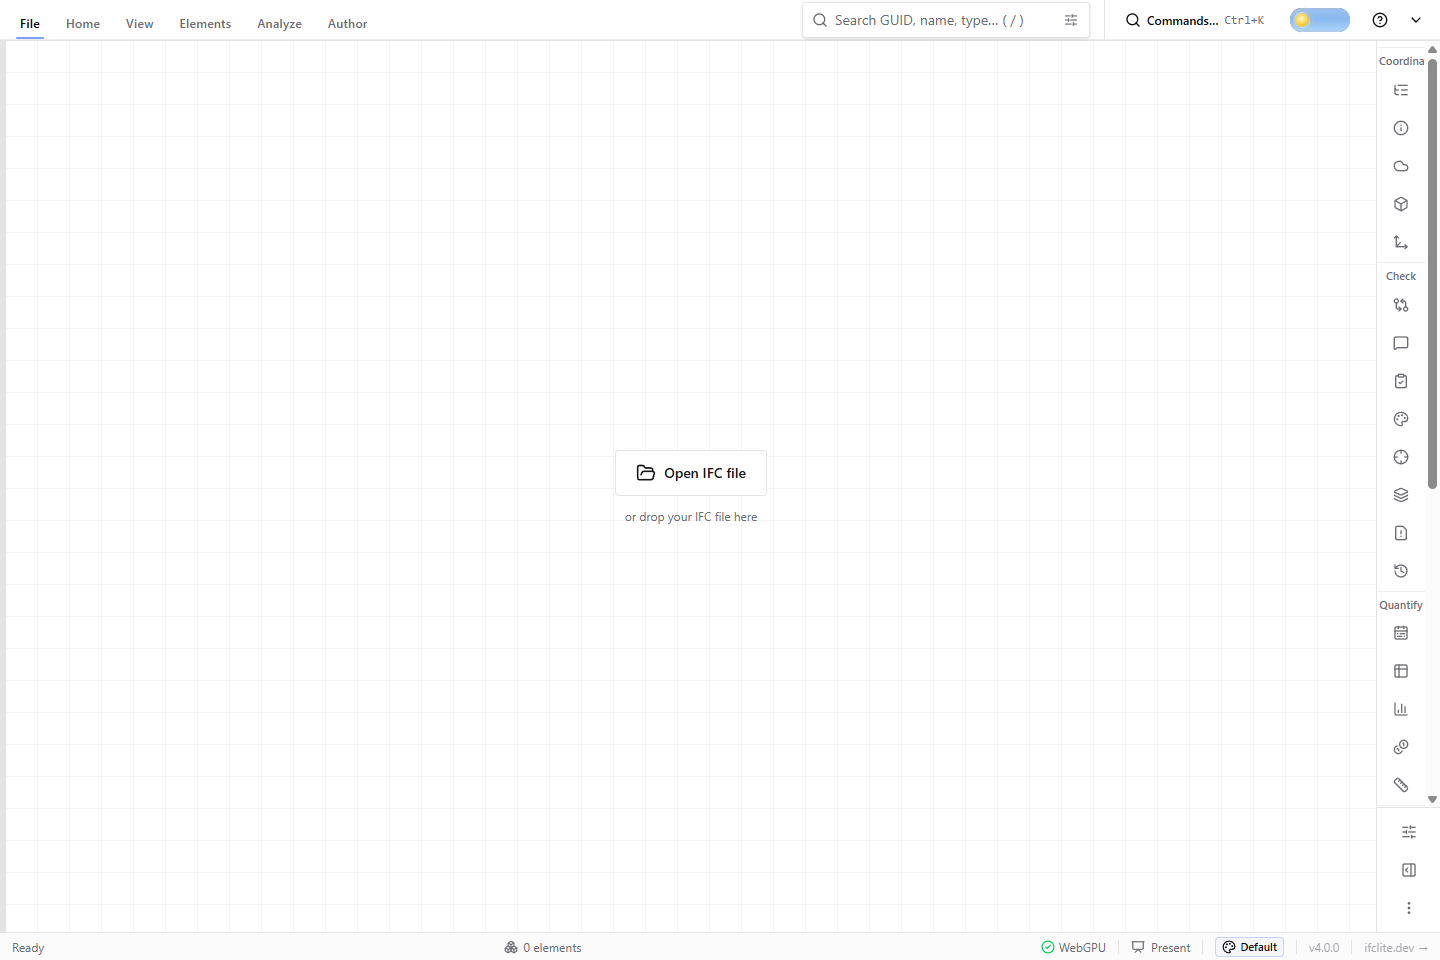 File Home View Elements Analyze Author Search GUID, name, type... ( / ) Commands... Ctrl+K
Coordina
Check
Open IFC file
or drop your IFC file here
Quantify
Ready 0 elements WebGPU Present Default v4.0.0 ifclite.dev →